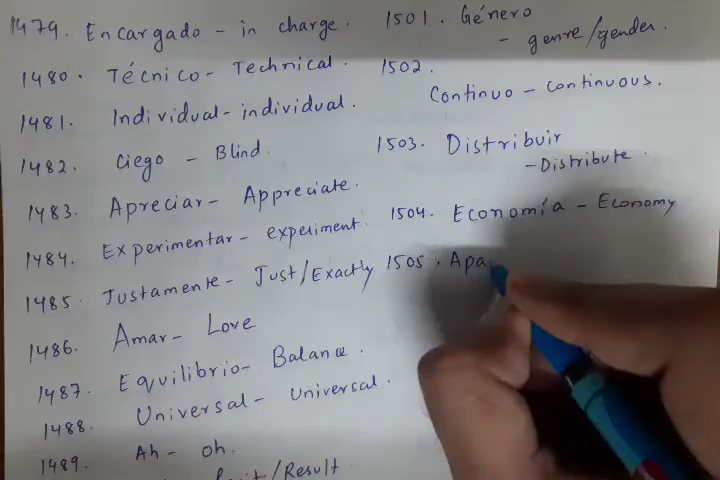 1479. Encargado - in charge.
1480. Técnico - Technical.
1481. Individual - individual.
1482. Ciego - Blind.
1483. Apreciar - Appreciate.
1484. Experimentar - experiment.
1485. Justamente - Just/Exactly
1486. Amar - Love
1487. Equilibrio - Balance.
1488. Universal - Universal.
1489. Ah - oh.
/Result
1501. Género
- genre/gender.
1502.
Continuo - continuous.
1503. Distribuir
- Distribute.
1504. Economía - Economy
1505. Apa